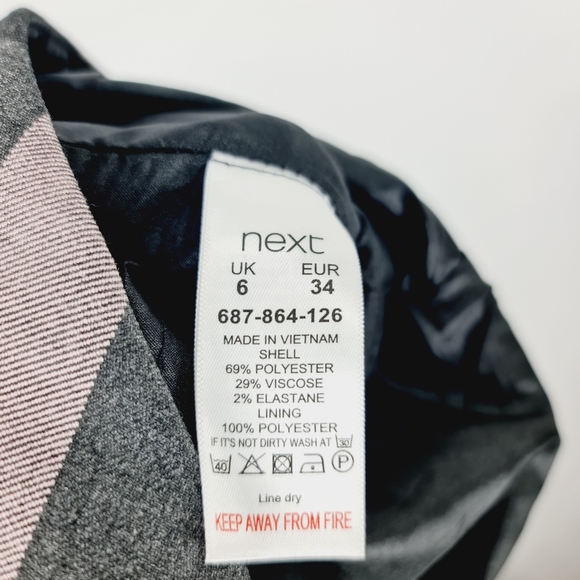 next
UK EUR
6 34
687-864-126
MADE IN VIETNAM
SHELL
69% POLYESTER
29% VISCOSE
2% ELASTANE
LINING
100% POLYESTER
IF IT'S NOT DIRTY WASH AT 30
40 P
Line dry
KEEP AWAY FROM FIRE